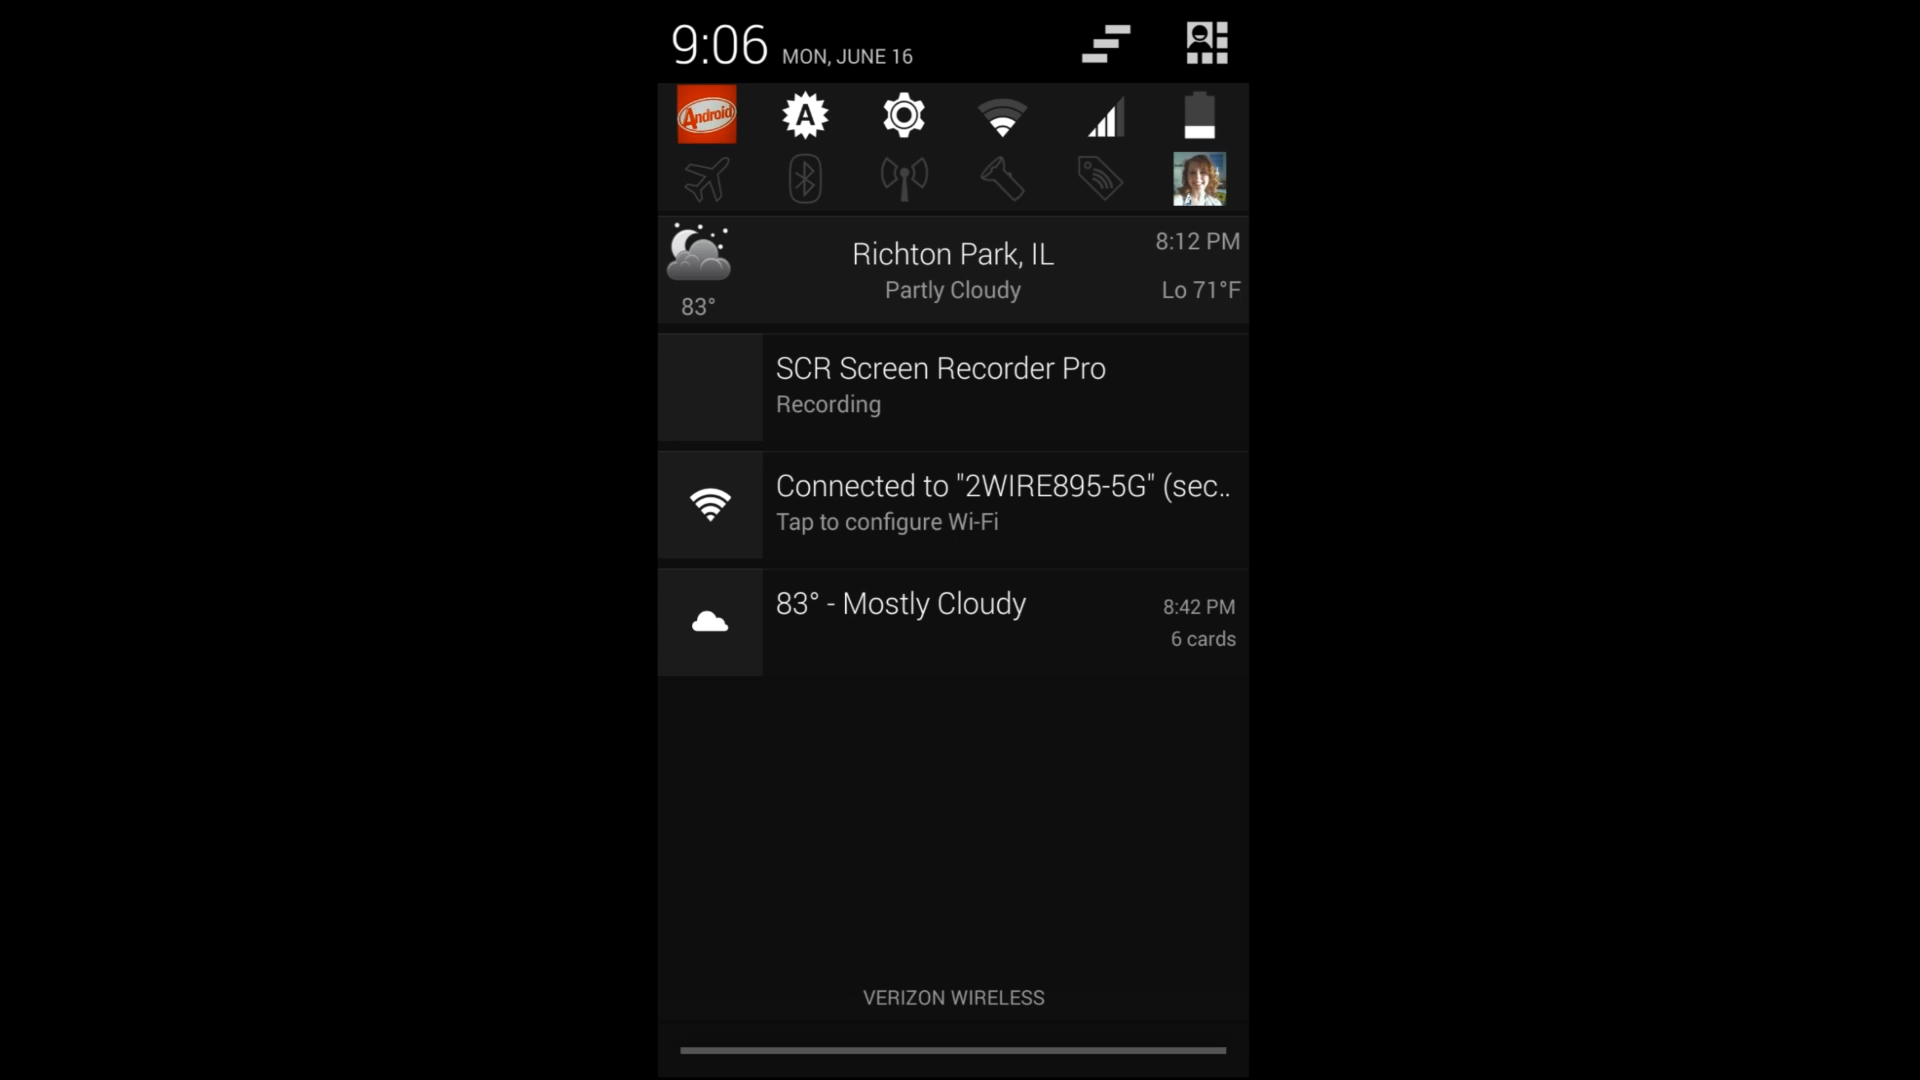 9:06 MON, JUNE 16
Android
A
Richton Park, IL
8:12 PM
Partly Cloudy
Lo 71°F
83°
SCR Screen Recorder Pro
Recording
Connected to "2WIRE895-5G" (sec..
Tap to configure Wi-Fi
83° - Mostly Cloudy
8:42 PM
6 cards
VERIZON WIRELESS